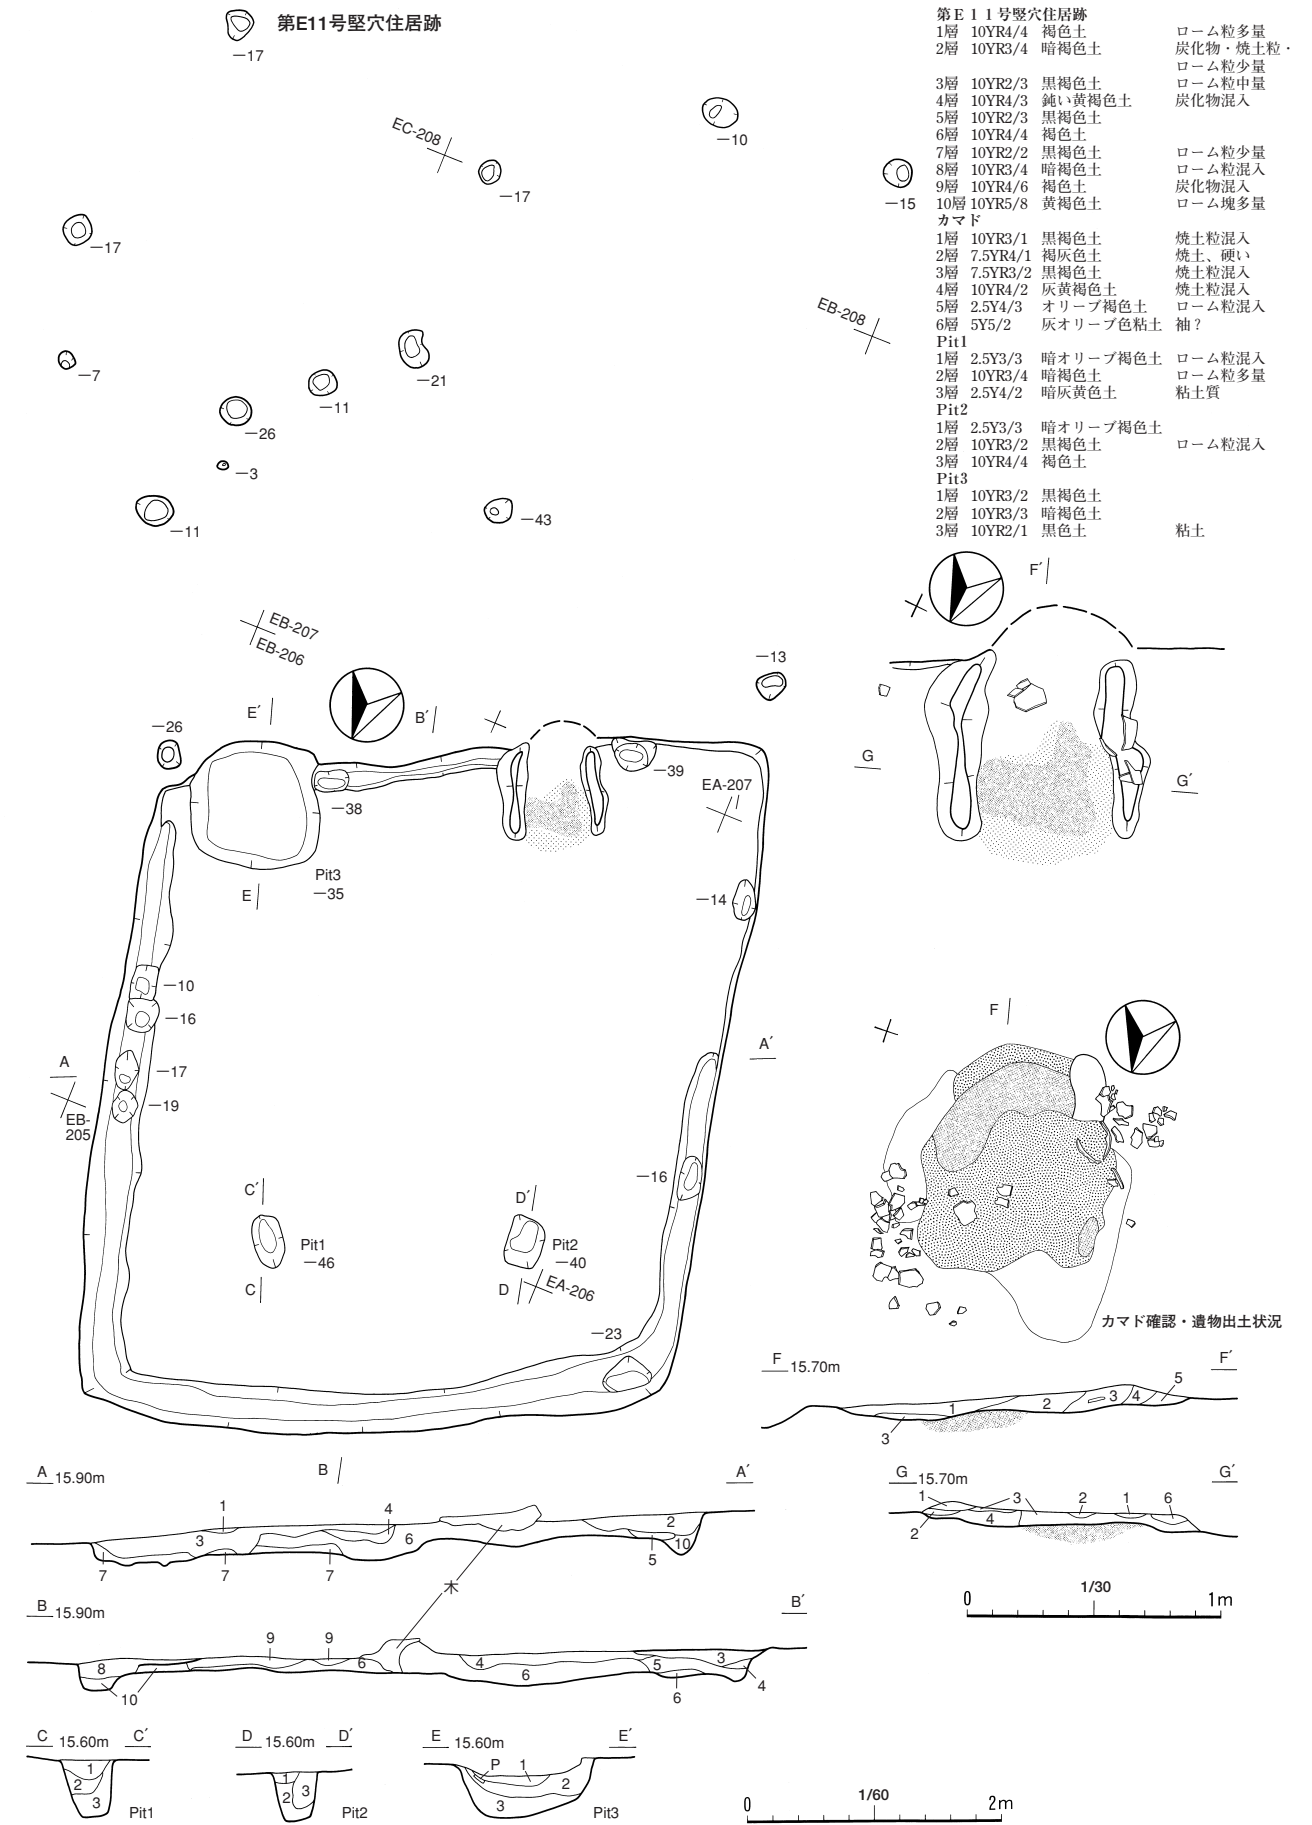 第E11号竪穴住居跡
第Ｅ１１号竪穴住居跡
1層 10YR4/4 褐色土 ローム粒多量
2層 10YR3/4 暗褐色土 炭化物・焼土粒・
ローム粒少量
3層 10YR2/3 黒褐色土 ローム粒中量
4層 10YR4/3 鈍い黄褐色土 炭化物混入
5層 10YR2/3 黒褐色土
6層 10YR4/4 褐色土
7層 10YR2/2 黒褐色土 ローム粒少量
8層 10YR3/4 暗褐色土 ローム粒混入
9層 10YR4/6 褐色土 炭化物混入
10層 10YR5/8 黄褐色土 ローム塊多量
カマド
1層 10YR3/1 黒褐色土 焼土粒混入
2層 7.5YR4/1 褐灰色土 焼土、硬い
3層 7.5YR3/2 黒褐色土 焼土粒混入
4層 10YR4/2 灰黄褐色土 焼土粒混入
5層 2.5Y4/3 オリーブ褐色土 ローム粒混入
6層 5Y5/2 灰オリーブ色粘土 袖？
Pit1
1層 2.5Y3/3 暗オリーブ褐色土 ローム粒混入
2層 10YR3/4 暗褐色土 ローム粒多量
3層 2.5Y4/2 暗灰黄色土 粘土質
Pit2
1層 2.5Y3/3 暗オリーブ褐色土
2層 10YR3/2 黒褐色土 ローム粒混入
3層 10YR4/4 褐色土
Pit3
1層 10YR3/2 黒褐色土
2層 10YR3/3 暗褐色土
3層 10YR2/1 黒色土 粘土
−17
−10
EC-208
−17
−15
−17
EB-208
−7
−21
−11
−26
−3
−11
−43
EB-207
EB-206
−13
E´
B´
−26
−39
−38
EA-207
Pit3
−35
E
−14
−10
−16
A
A´
−17
−19
EB-
205
−16
C´
D´
Pit1
−46
Pit2
−40
C
D
EA-206
−23
B
F´
G
G´
F
カマド確認・遺物出土状況
F 15.70m F´
1 2 3 4 5
3
G 15.70m G´
1 3 2 1 6
2 4
A 15.90m A´
1 4 2
3 6 10
7 7 7 5
木
B 15.90m B´
9 9
8 6 4 6 5 3
10 6 4
C 15.60m C´
1
2
3
Pit1
D 15.60m D´
1
2 3
Pit2
E 15.60m E´
P 1
2
3
Pit3
0 1/30 1m
0 1/60 2m